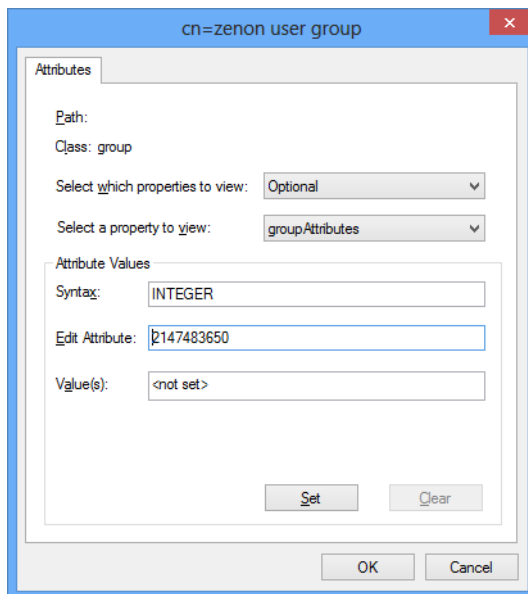 cn=zenon user group
Attributes
Path:
Class: group
Select which properties to view: Optional
Select a property to view: groupAttributes
Attribute Values
Syntax: INTEGER
Edit Attribute: 2147483650
Value(s): <not set>
Set Clear
OK Cancel